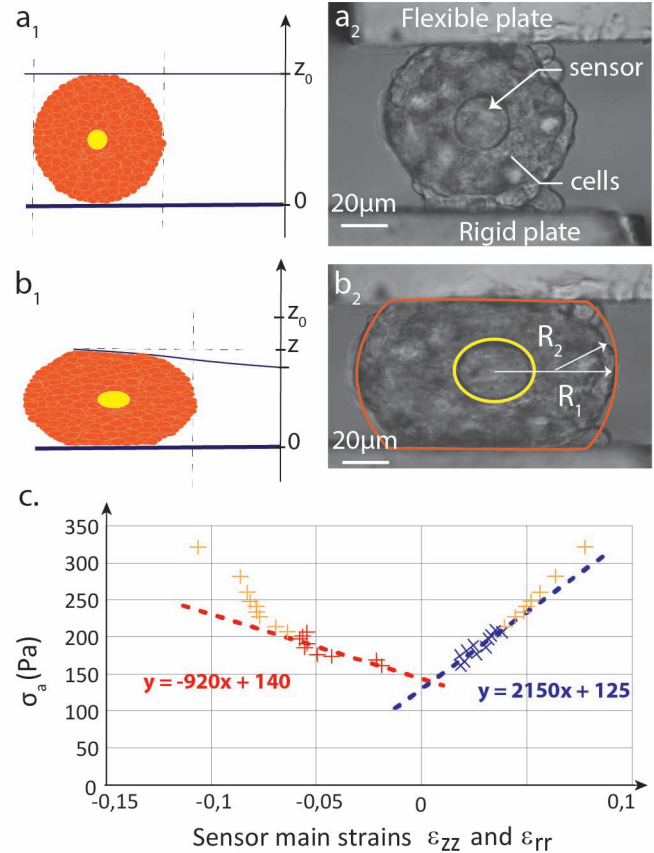 a1
z0
0
a2
Flexible plate
sensor
cells
20μm
Rigid plate
b1
z0
z
0
b2
R2
R1
20μm
c.
350
300
250
200
150
100
50
0
σa (Pa)
y = -920x + 140
y = 2150x + 125
-0,15
-0,1
-0,05
0
0,05
0,1
Sensor main strains εzz and εrr